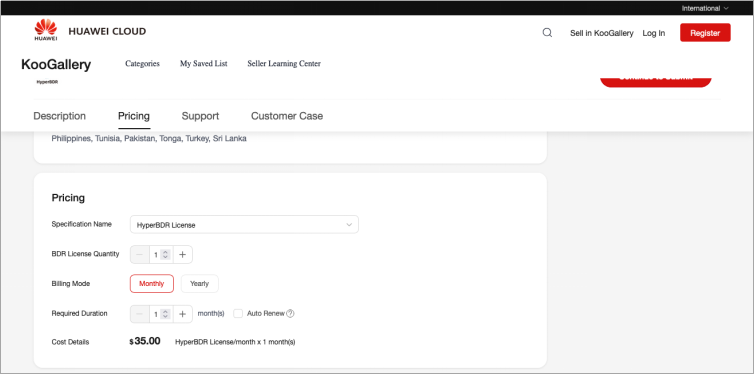 International
HUAWEI
HUAWEI CLOUD
Sell in KooGallery
Log In
Register
KooGallery
Categories
My Saved List
Seller Learning Center
HyperBDR
Description
Pricing
Support
Customer Case
Philippines, Tunisia, Pakistan, Tonga, Turkey, Sri Lanka
Pricing
Specification Name
HyperBDR License
BDR License Quantity
1
Billing Mode
Monthly
Yearly
Required Duration
1
month(s)
Auto Renew
Cost Details
$35.00
HyperBDR License/month x 1 month(s)